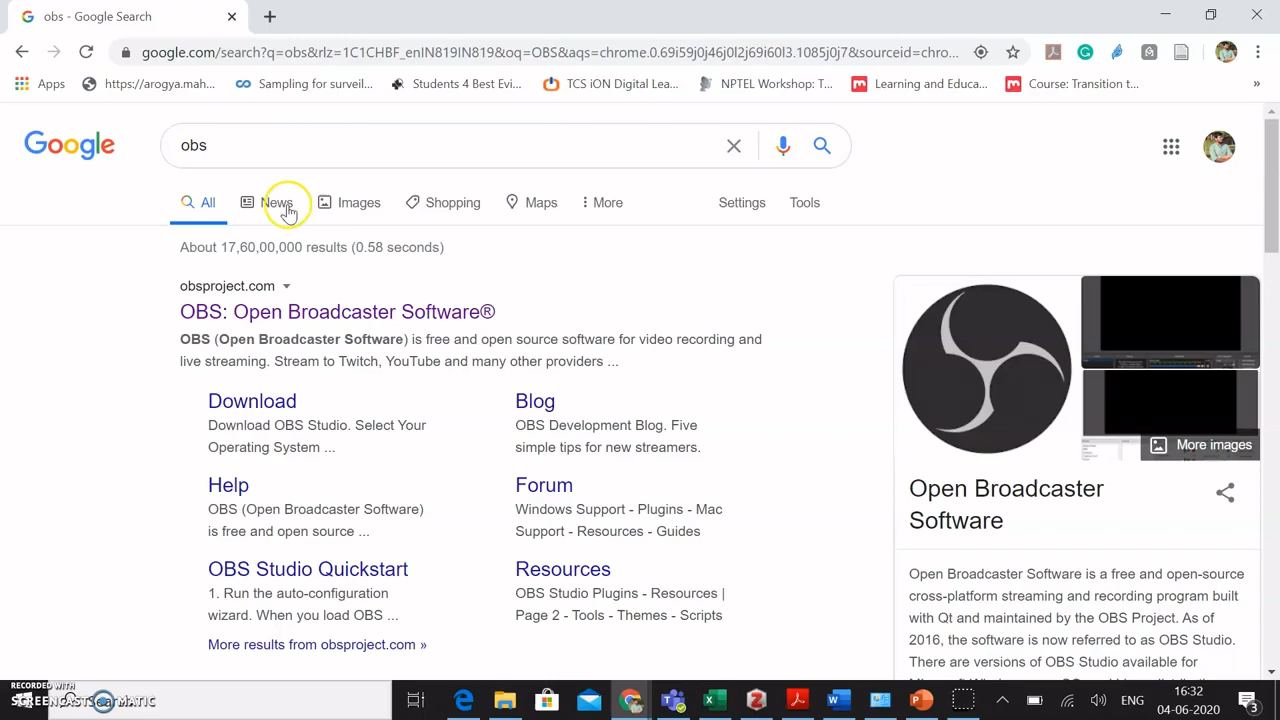 obs - Google Search
google.com/search?q=obs&rlz=1C1CHBF_enIN819IN819&oq=OBS&aqs=chrome.0.69i59j0j46j0l2j69i60l3.1085j0j7&sourceid=chro...
Apps
https://arogya.mah...
Sampling for surveil...
Students 4 Best Evi...
TCS iON Digital Lea...
NPTEL Workshop: T...
Learning and Educa...
Course: Transition t...
»
Google
obs
All
News
Images
Shopping
Maps
More
Settings
Tools
About 17,60,00,000 results (0.58 seconds)
obsproject.com
OBS: Open Broadcaster Software®
OBS (Open Broadcaster Software) is free and open source software for video recording and
live streaming. Stream to Twitch, YouTube and many other providers ...
Download
Download OBS Studio. Select Your
Operating System ...
Blog
OBS Development Blog. Five
simple tips for new streamers.
Help
OBS (Open Broadcaster Software)
is free and open source ...
Forum
Windows Support - Plugins - Mac
Support - Resources - Guides
OBS Studio Quickstart
1. Run the auto-configuration
wizard. When you load OBS ...
Resources
OBS Studio Plugins - Resources |
Page 2 - Tools - Themes - Scripts
More results from obsproject.com »
More images
Open Broadcaster
Software
Open Broadcaster Software is a free and open-source
cross-platform streaming and recording program built
with Qt and maintained by the OBS Project. As of
2016, the software is now referred to as OBS Studio.
There are versions of OBS Studio available for
RECORDED WITH
SCREENCAST MATIC
ENG
16:32
04-06-2020
3